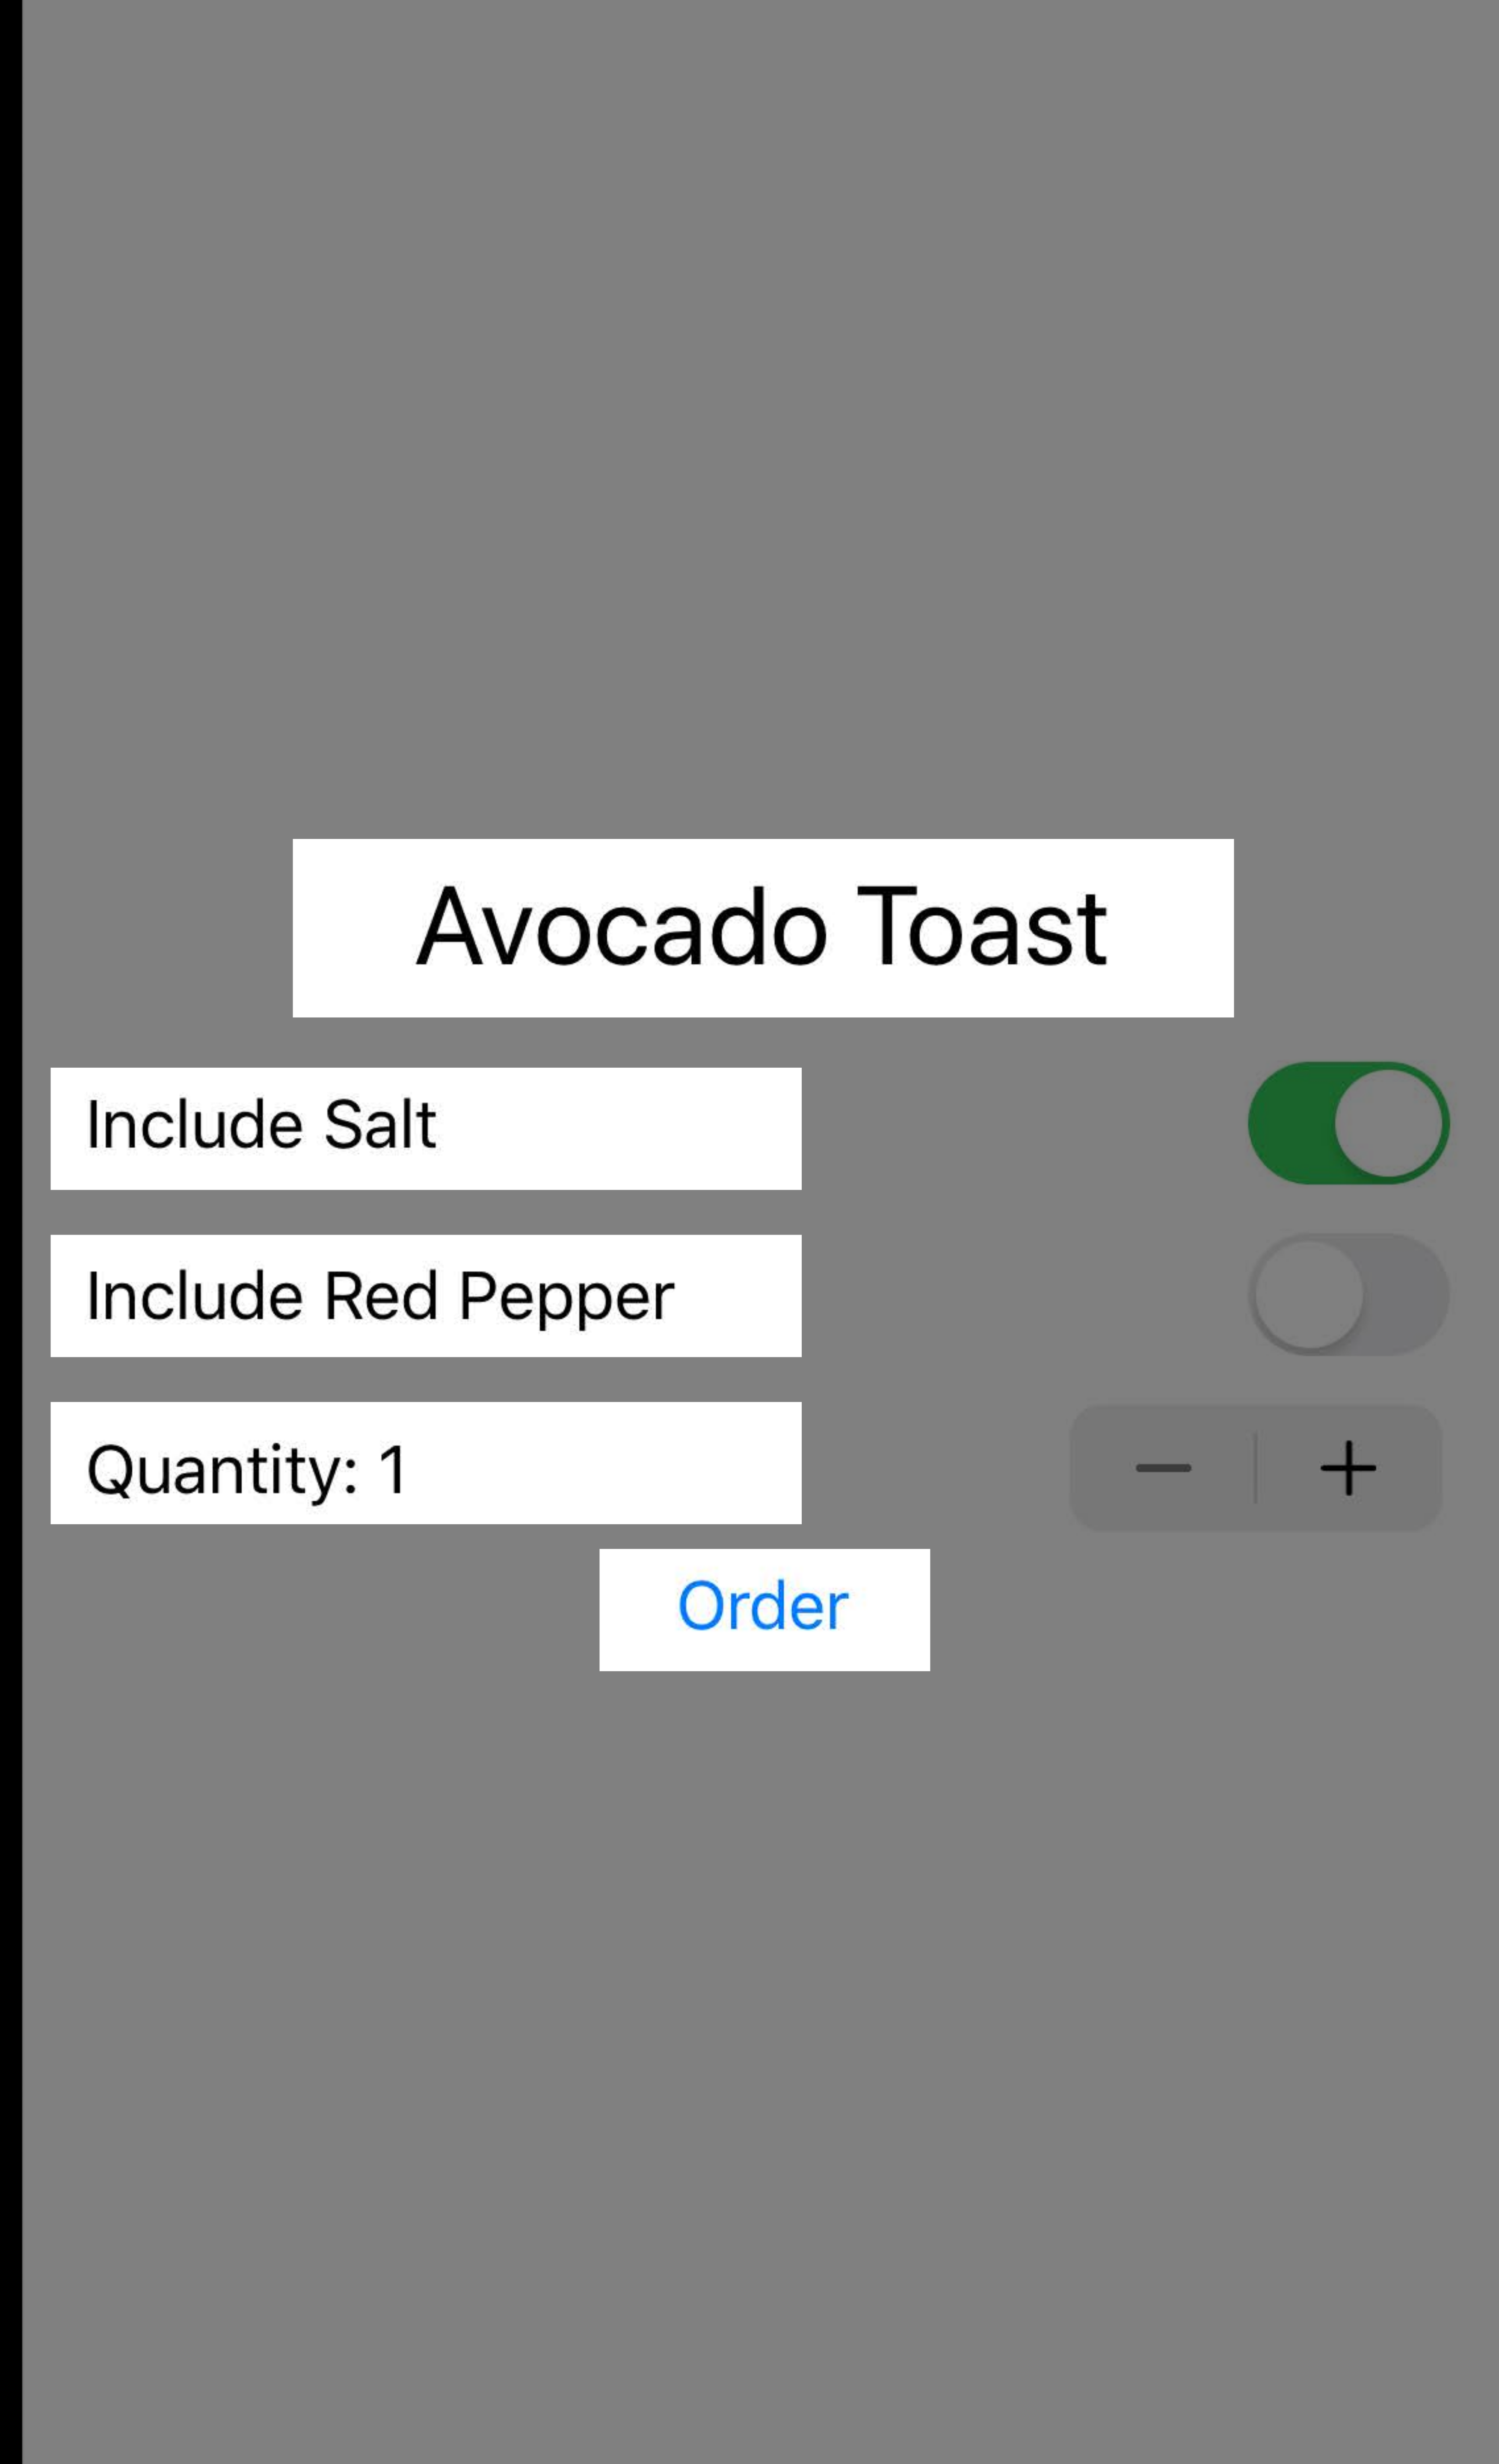 Avocado Toast
Include Salt
Include Red Pepper
Quantity: 1
Order